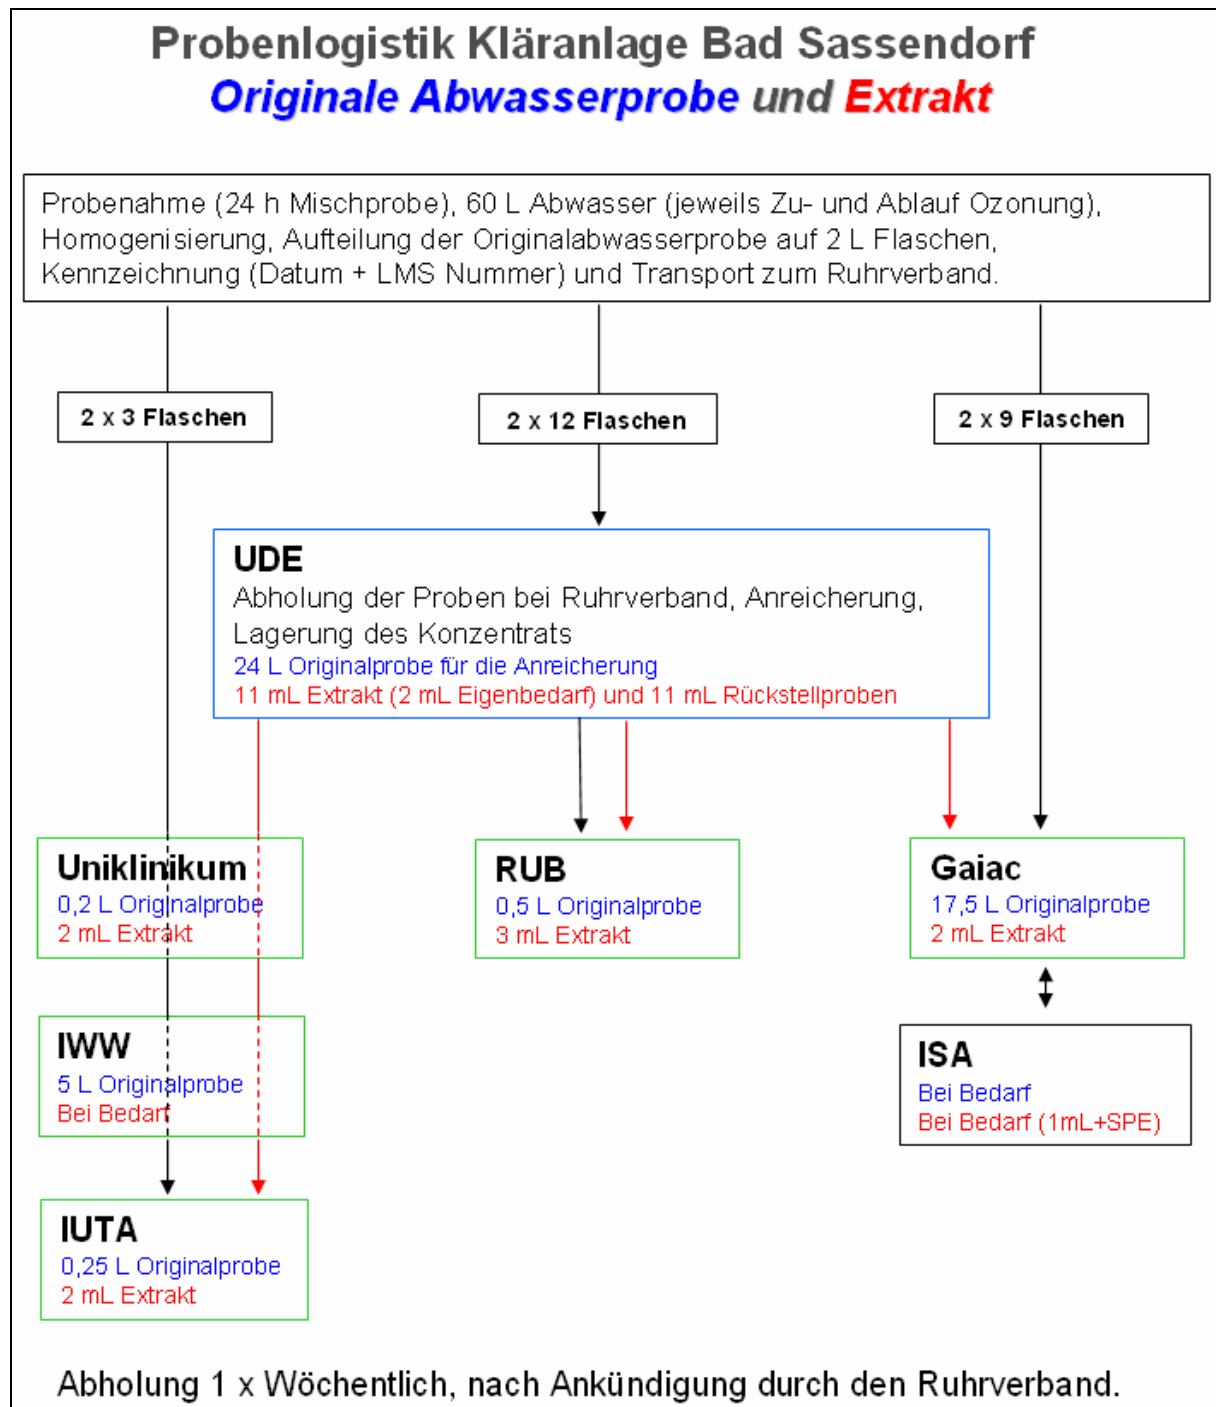 Probenlogistik Kläranlage Bad Sassendorf
Originale Abwasserprobe und Extrakt
Probenahme (24 h Mischprobe), 60 L Abwasser (jeweils Zu- und Ablauf Ozonung),
Homogenisierung, Aufteilung der Originalabwasserprobe auf 2 L Flaschen,
Kennzeichnung (Datum + LMS Nummer) und Transport zum Ruhrverband.
2 x 3 Flaschen
2 x 12 Flaschen
2 x 9 Flaschen
UDE
Abholung der Proben bei Ruhrverband, Anreicherung,
Lagerung des Konzentrats
24 L Originalprobe für die Anreicherung
11 mL Extrakt (2 mL Eigenbedarf) und 11 mL Rückstellproben
Uniklinikum
0,2 L Originalprobe
2 mL Extrakt
RUB
0,5 L Originalprobe
3 mL Extrakt
Gaiac
17,5 L Originalprobe
2 mL Extrakt
IWW
5 L Originalprobe
Bei Bedarf
ISA
Bei Bedarf
Bei Bedarf (1mL+SPE)
IUTA
0,25 L Originalprobe
2 mL Extrakt
Abholung 1 x Wöchentlich, nach Ankündigung durch den Ruhrverband.